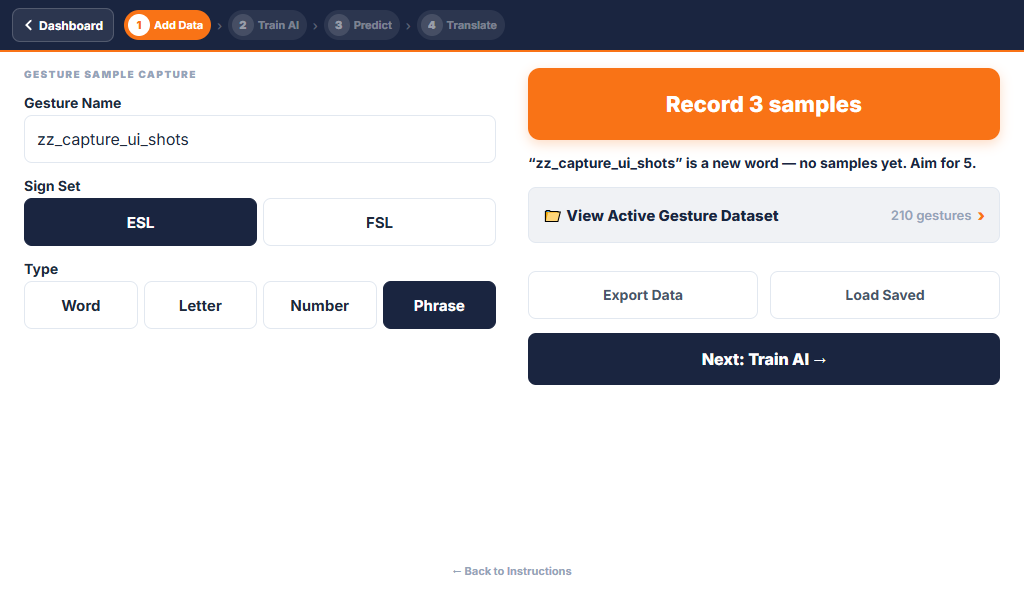 Dashboard
1 Add Data › 2 Train AI › 3 Predict › 4 Translate
GESTURE SAMPLE CAPTURE
Gesture Name
zz_capture_ui_shots
Sign Set
ESL
FSL
Type
Word
Letter
Number
Phrase
Record 3 samples
“zz_capture_ui_shots” is a new word — no samples yet. Aim for 5.
View Active Gesture Dataset 210 gestures ›
Export Data
Load Saved
Next: Train AI →
← Back to Instructions